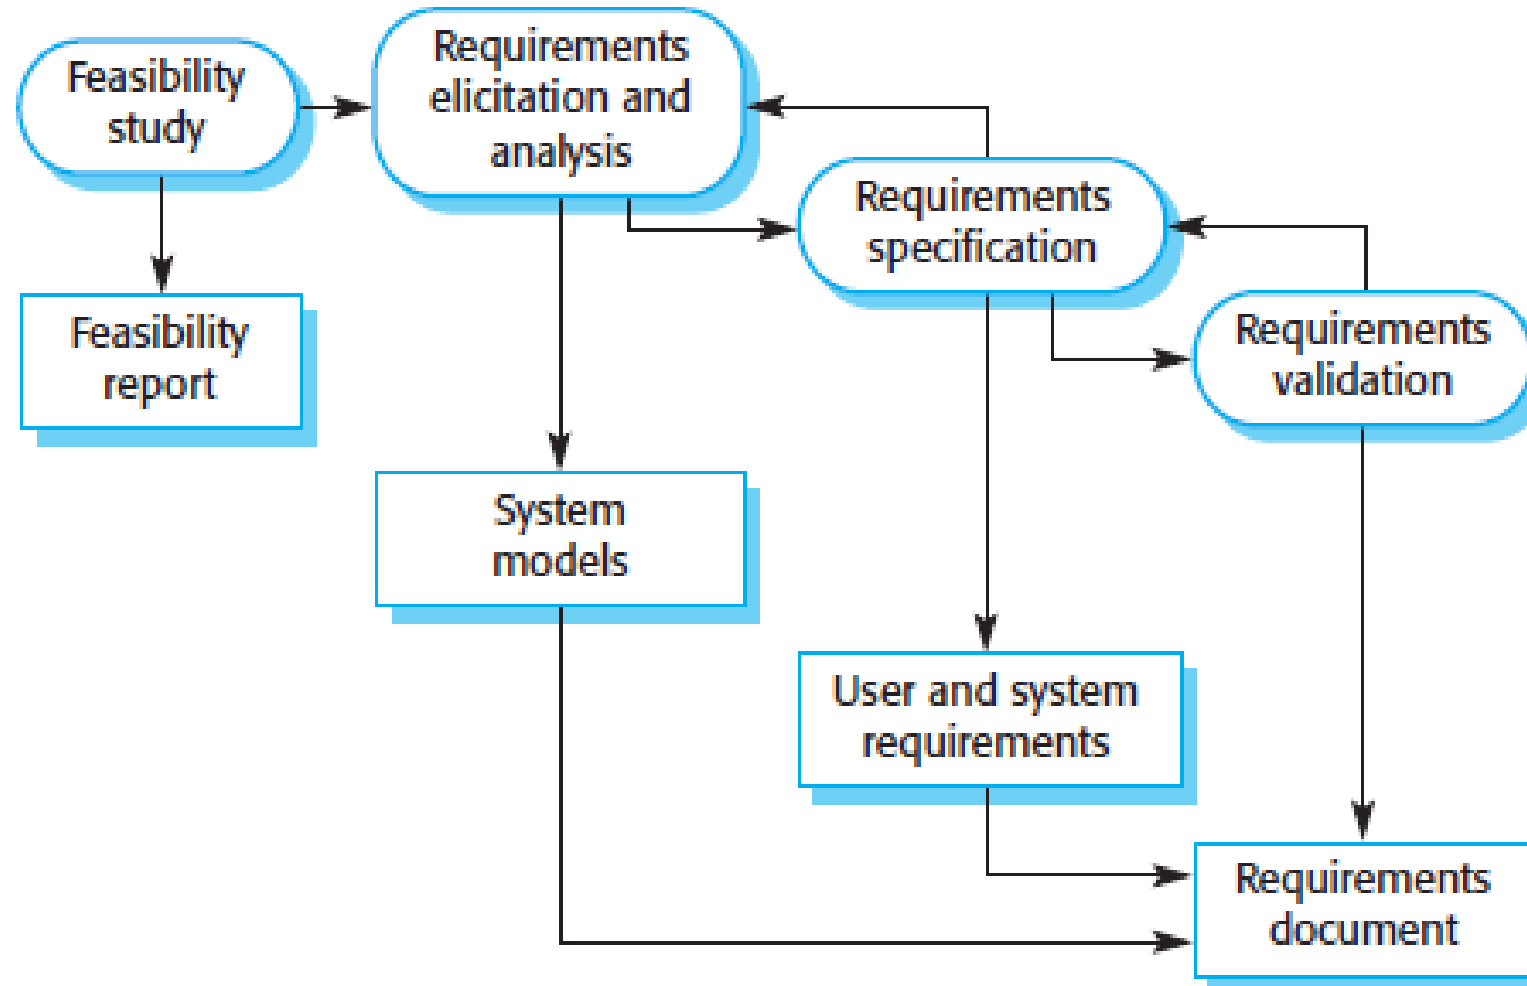 Feasibility
study
Requirements
elicitation and
analysis
Requirements
specification
Requirements
validation
Feasibility
report
System
models
User and system
requirements
Requirements
document